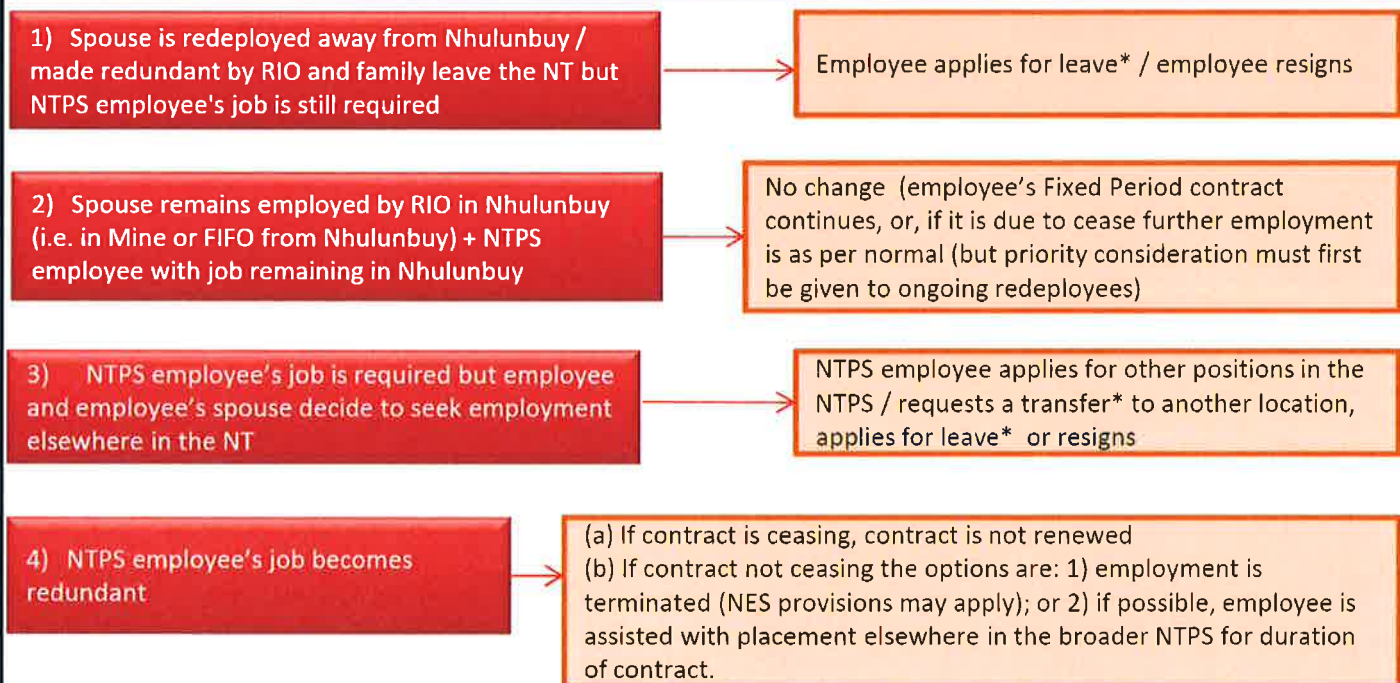 1) Spouse is redeployed away from Nhulunbuy /
made redundant by RIO and family leave the NT but
NTPS employee's job is still required
Employee applies for leave* / employee resigns
2) Spouse remains employed by RIO in Nhulunbuy
(i.e. in Mine or FIFO from Nhulunbuy) + NTPS
employee with job remaining in Nhulunbuy
No change (employee's Fixed Period contract
continues, or, if it is due to cease further employment
is as per normal (but priority consideration must first
be given to ongoing redeployees)
3) NTPS employee's job is required but employee
and employee's spouse decide to seek employment
elsewhere in the NT
NTPS employee applies for other positions in the
NTPS / requests a transfer* to another location,
applies for leave* or resigns
4) NTPS employee's job becomes
redundant
(a) If contract is ceasing, contract is not renewed
(b) If contract not ceasing the options are: 1) employment is
terminated (NES provisions may apply); or 2) if possible, employee is
assisted with placement elsewhere in the broader NTPS for duration
of contract.